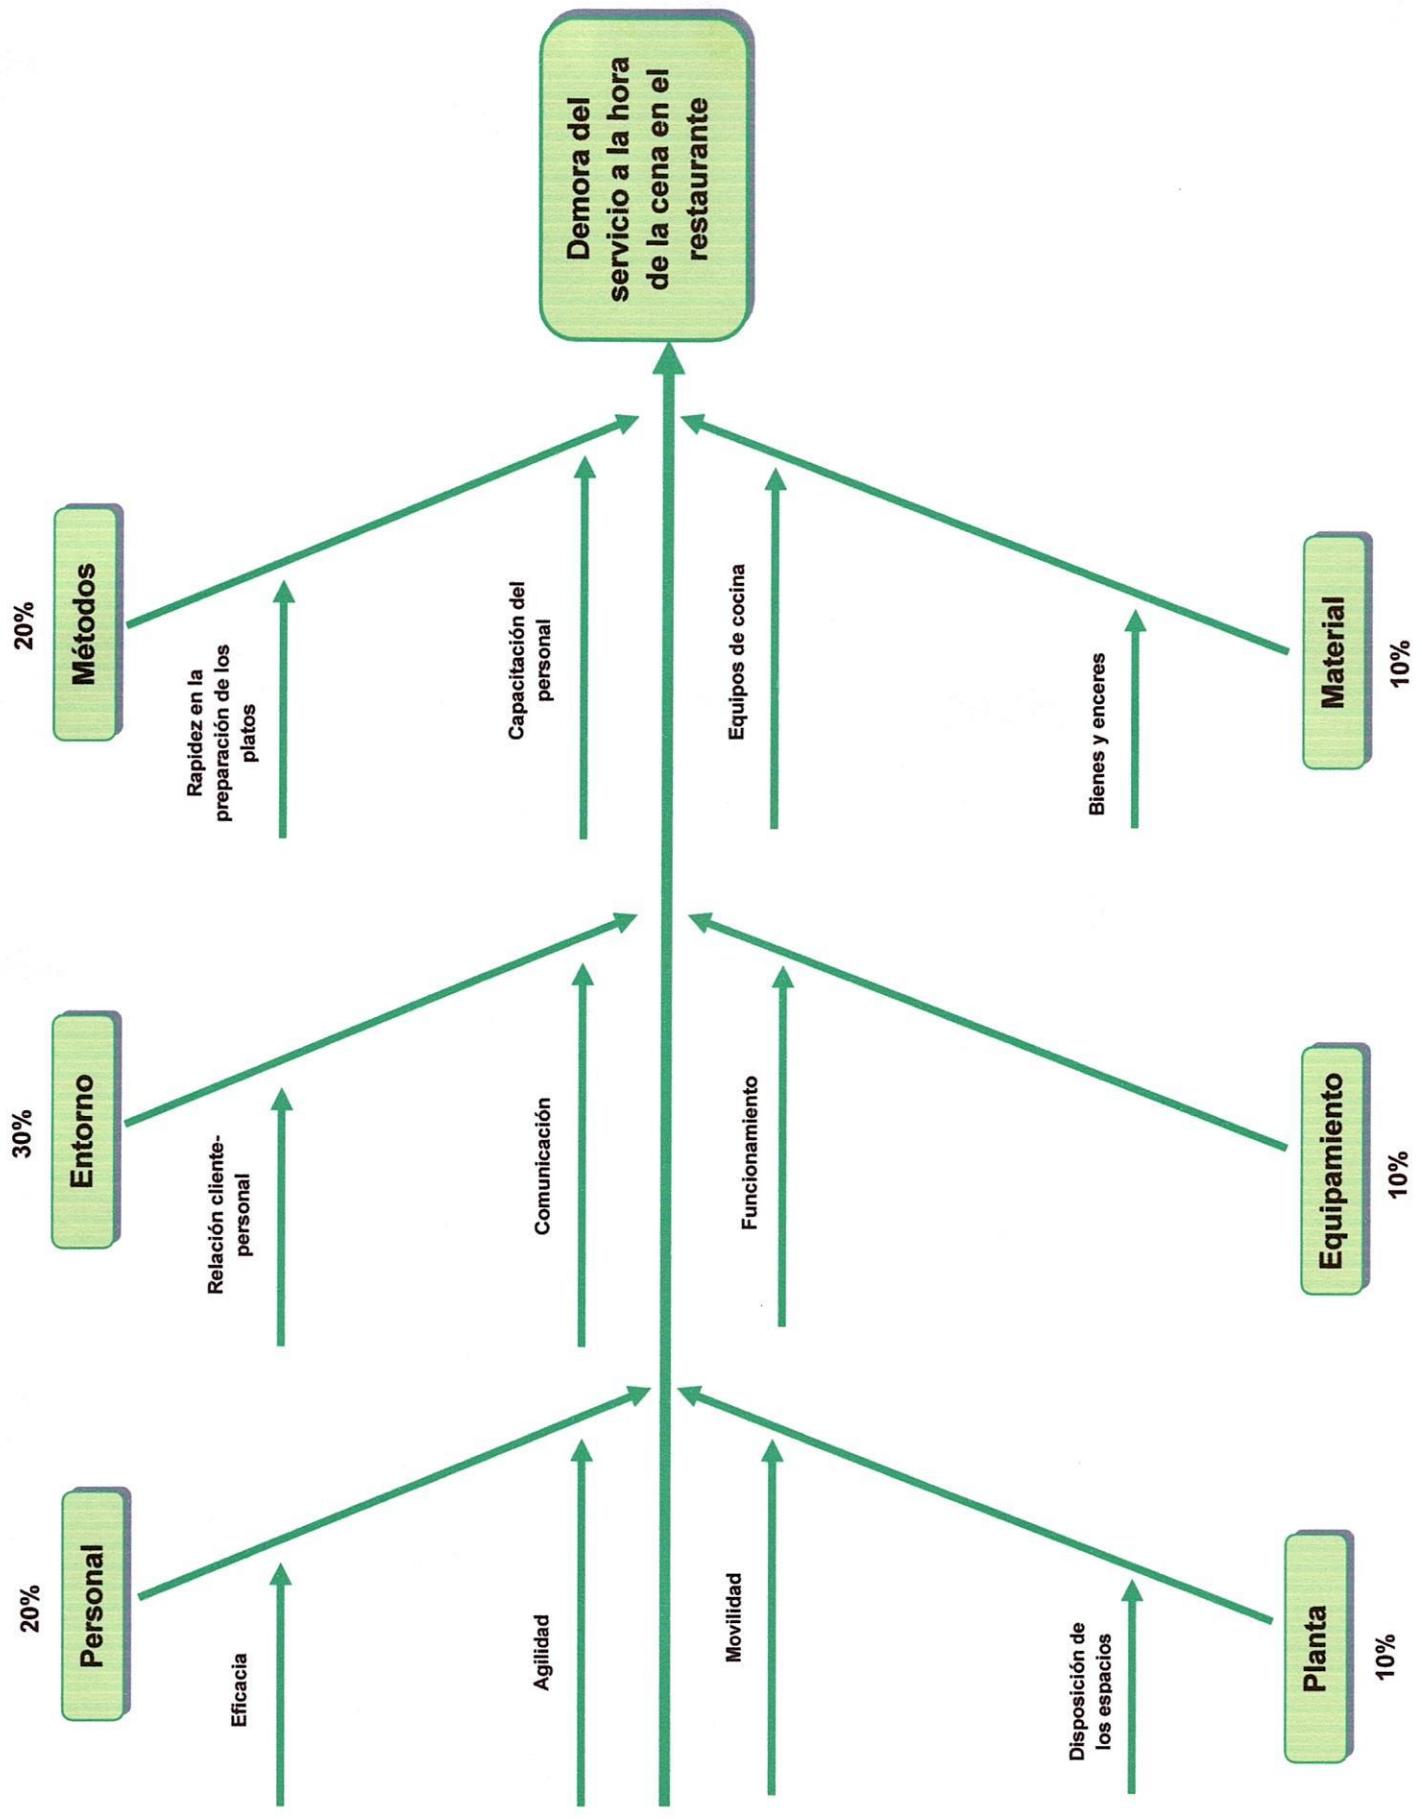 20%
30%
20%
Personal
Entorno
Métodos
Eficacia
Relación cliente-
personal
Rapidez en la
preparación de los
platos
Agilidad
Comunicación
Capacitación del
personal
Demora del
servicio a la hora
de la cena en el
restaurante
Movilidad
Funcionamiento
Equipos de cocina
Disposición de
los espacios
Bienes y enceres
Planta
Equipamiento
Material
10%
10%
10%